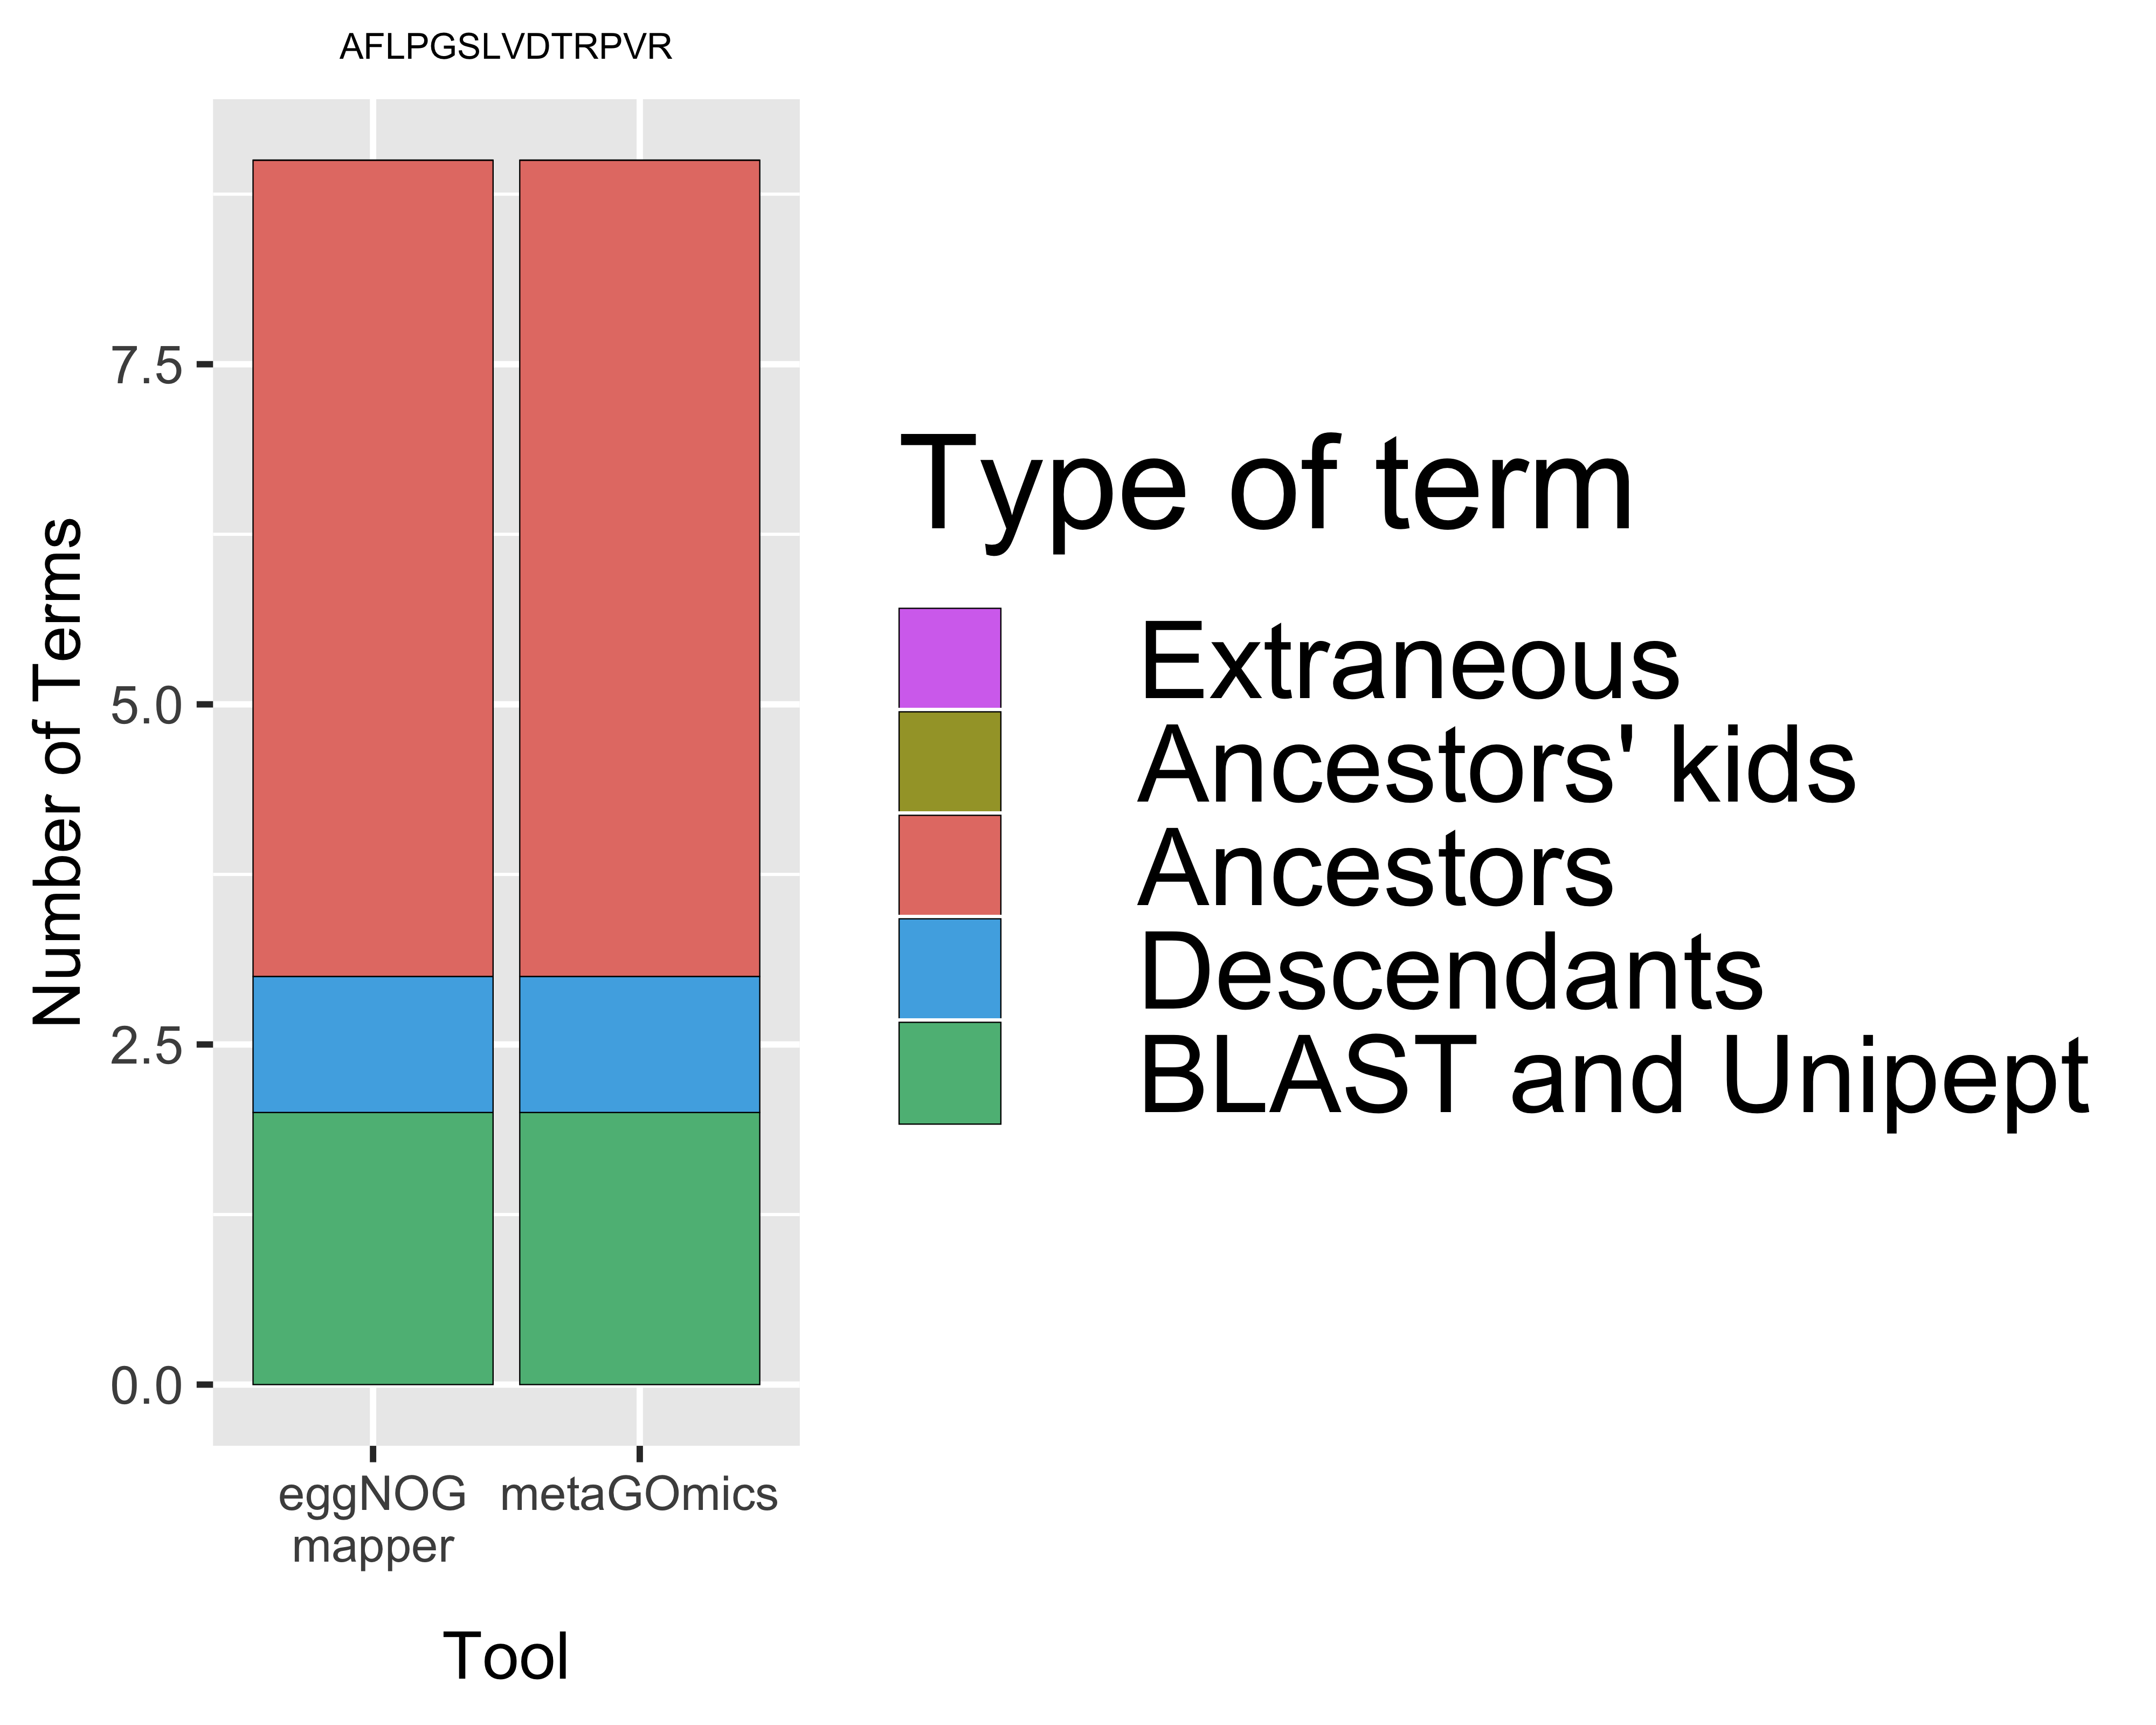 AFLPGSLVDTRPVR
Number of Terms
7.5
5.0
2.5
0.0
eggNOG metaGOmics
mapper
Tool
Type of term
Extraneous
Ancestors' kids
Ancestors
Descendants
BLAST and Unipept